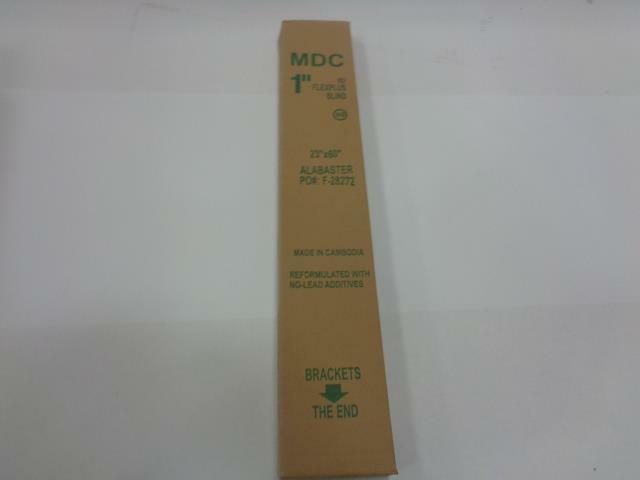 MDC
1"
FLEXPLUS
BLIND
23"x60"
ALABASTER
PO#: F-28272
MADE IN CAMBODIA
REFORMULATED WITH
NO-LEAD ADDITIVES
BRACKETS
THE END